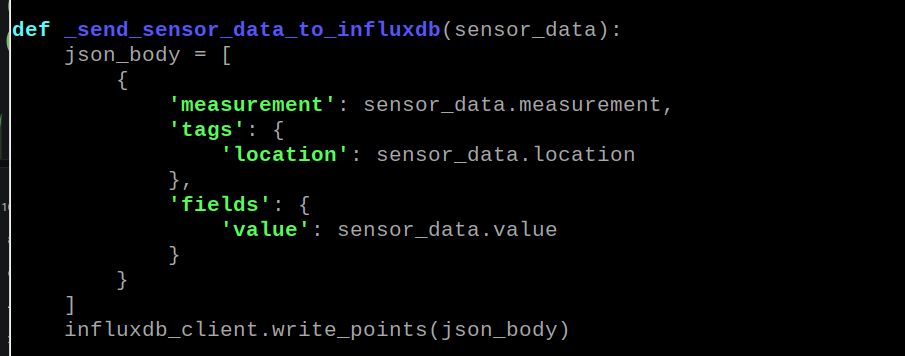 def _send_sensor_data_to_influxdb(sensor_data):
    json_body = [
        {
            'measurement': sensor_data.measurement,
            'tags': {
                'location': sensor_data.location
            },
            'fields': {
                'value': sensor_data.value
            }
        }
    ]
    influxdb_client.write_points(json_body)